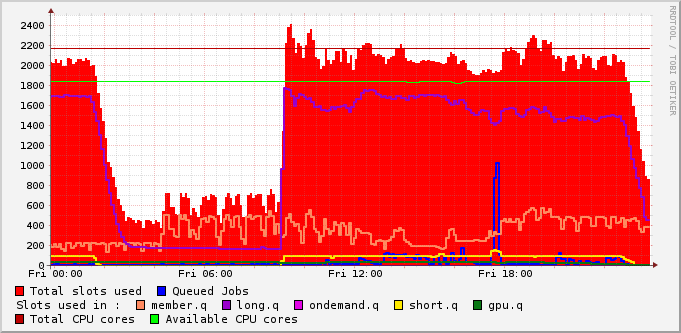 RRDTOOL / TOBI OETIKER
2400
2200
2000
1800
1600
1400
1200
1000
800
600
400
200
0
Fri 00:00 Fri 06:00 Fri 12:00 Fri 18:00
Total slots used Queued Jobs
Slots used in : member.q long.q ondemand.q short.q gpu.q
Total CPU cores Available CPU cores